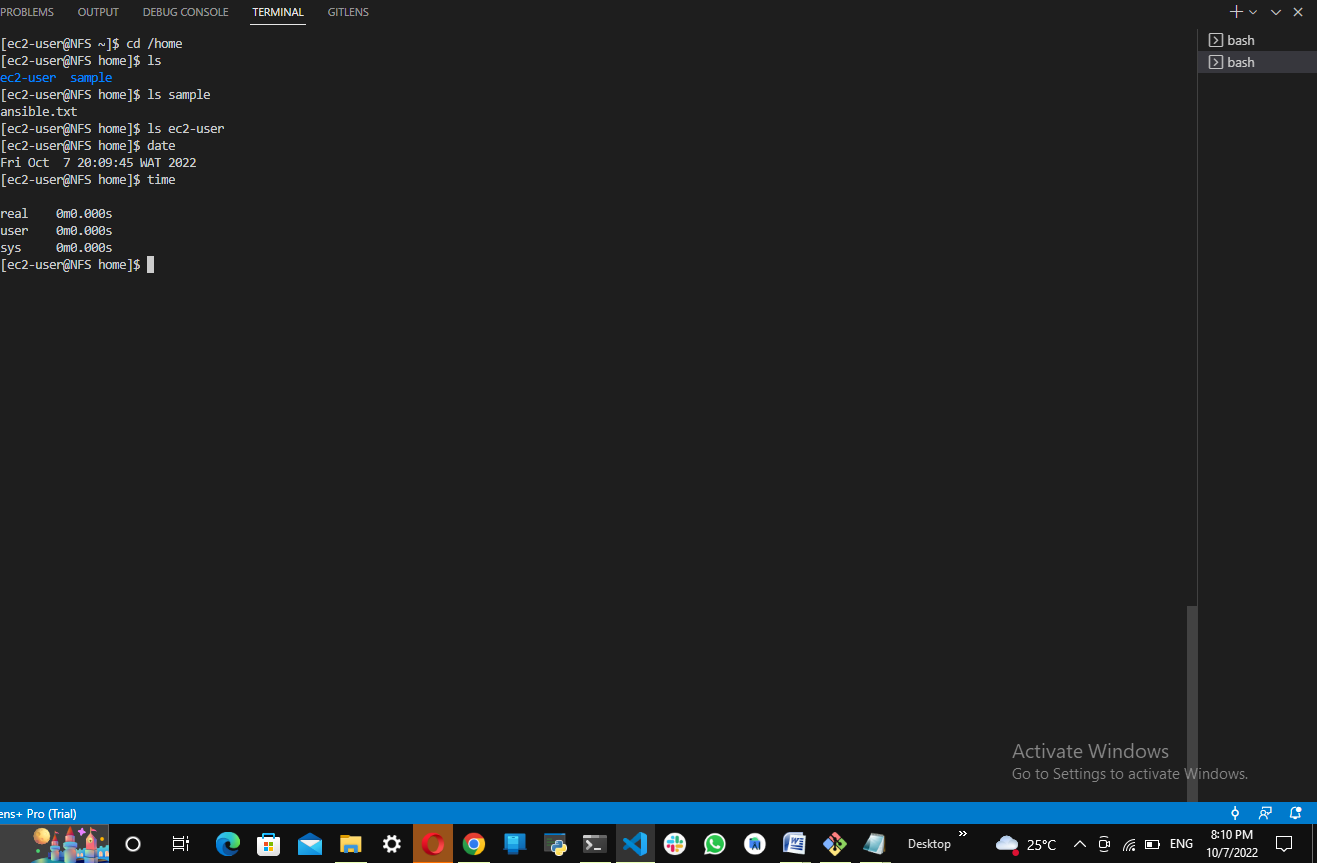 PROBLEMS OUTPUT DEBUG CONSOLE TERMINAL GITLENS
[ec2-user@NFS ~]$ cd /home
[ec2-user@NFS home]$ ls
ec2-user  sample
[ec2-user@NFS home]$ ls sample
ansible.txt
[ec2-user@NFS home]$ ls ec2-user
[ec2-user@NFS home]$ date
Fri Oct  7 20:09:45 WAT 2022
[ec2-user@NFS home]$ time
real    0m0.000s
user    0m0.000s
sys     0m0.000s
[ec2-user@NFS home]$
bash
bash
Activate Windows
Go to Settings to activate Windows.
ens+ Pro (Trial)
Desktop
25°C
ENG
8:10 PM
10/7/2022